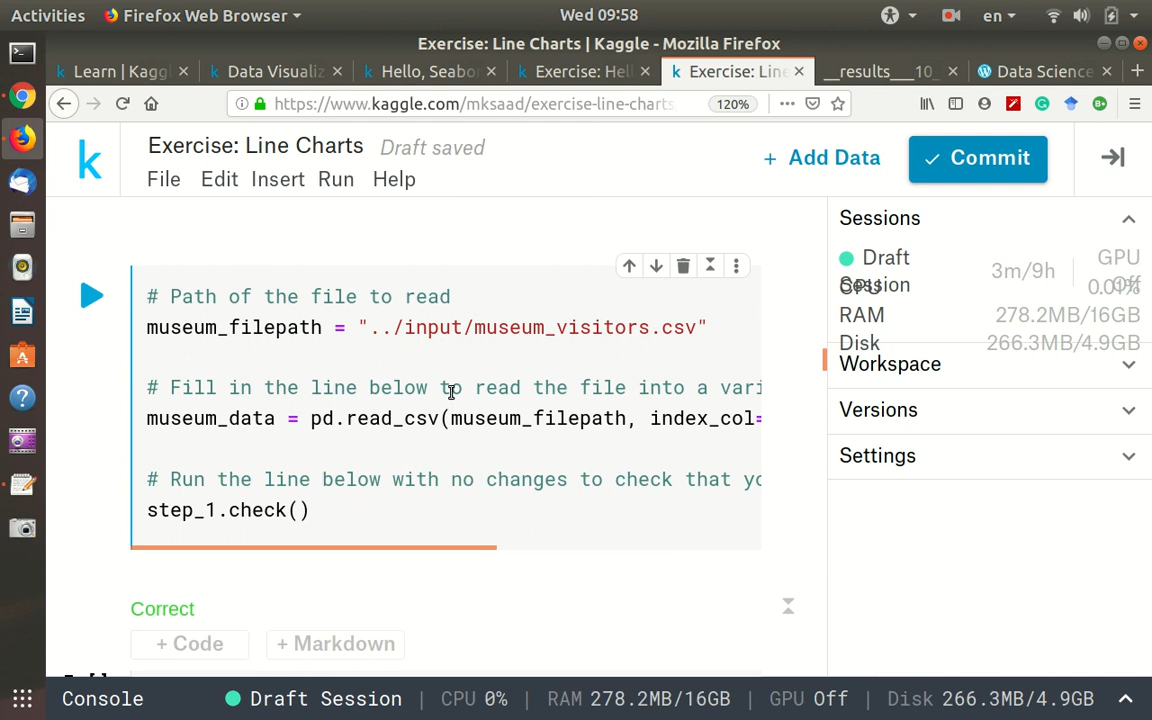 Activities Firefox Web Browser Wed 09:58 en
Exercise: Line Charts | Kaggle - Mozilla Firefox
Learn | Kaggl Data Visualiz Hello, Seabor Exercise: Hel Exercise: Line __results___10_ Data Science
https://www.kaggle.com/mksaad/exercise-line-charts 120%
k Exercise: Line Charts Draft saved
File Edit Insert Run Help
+ Add Data Commit
Sessions
Draft Session 3m/9h GPU Off
CPU 0.01%
RAM 278.2MB/16GB
Disk 266.3MB/4.9GB
Workspace
Versions
Settings
# Path of the file to read
museum_filepath = "../input/museum_visitors.csv"
# Fill in the line below to read the file into a vari
museum_data = pd.read_csv(museum_filepath, index_col=
# Run the line below with no changes to check that yo
step_1.check()
Correct
+ Code + Markdown
Console Draft Session | CPU 0% | RAM 278.2MB/16GB | GPU Off | Disk 266.3MB/4.9GB